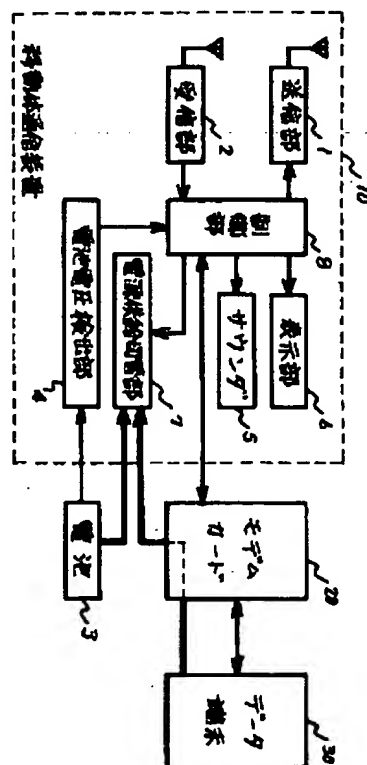 10
送信部
1
受信部
2
制御部
8
表示部
6
サウンダ
5
電源供給切替部
7
電池電圧検出部
4
移動体通信装置
電池
3
モデム
カード
20
データ
端末
30